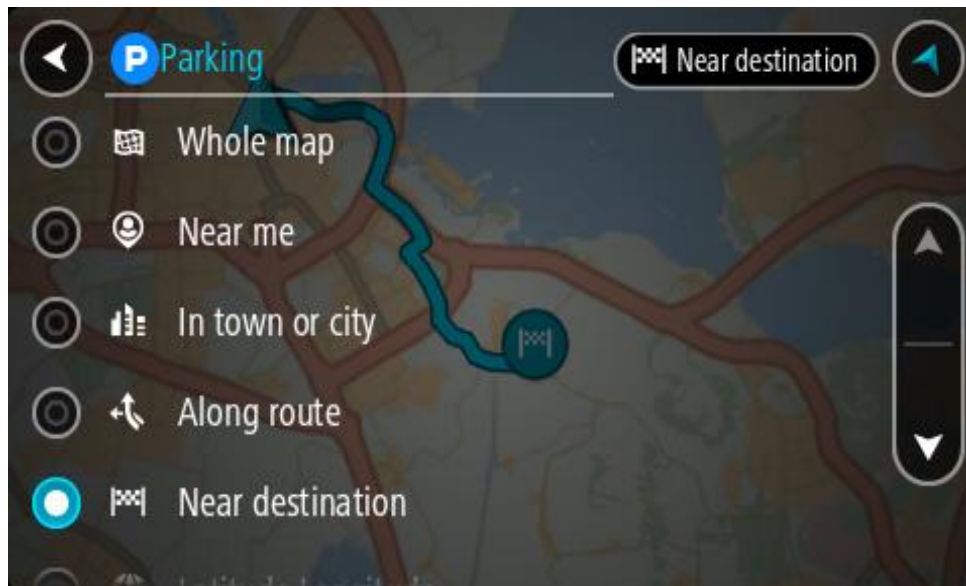 P Parking
Near destination
Whole map
Near me
In town or city
Along route
Near destination